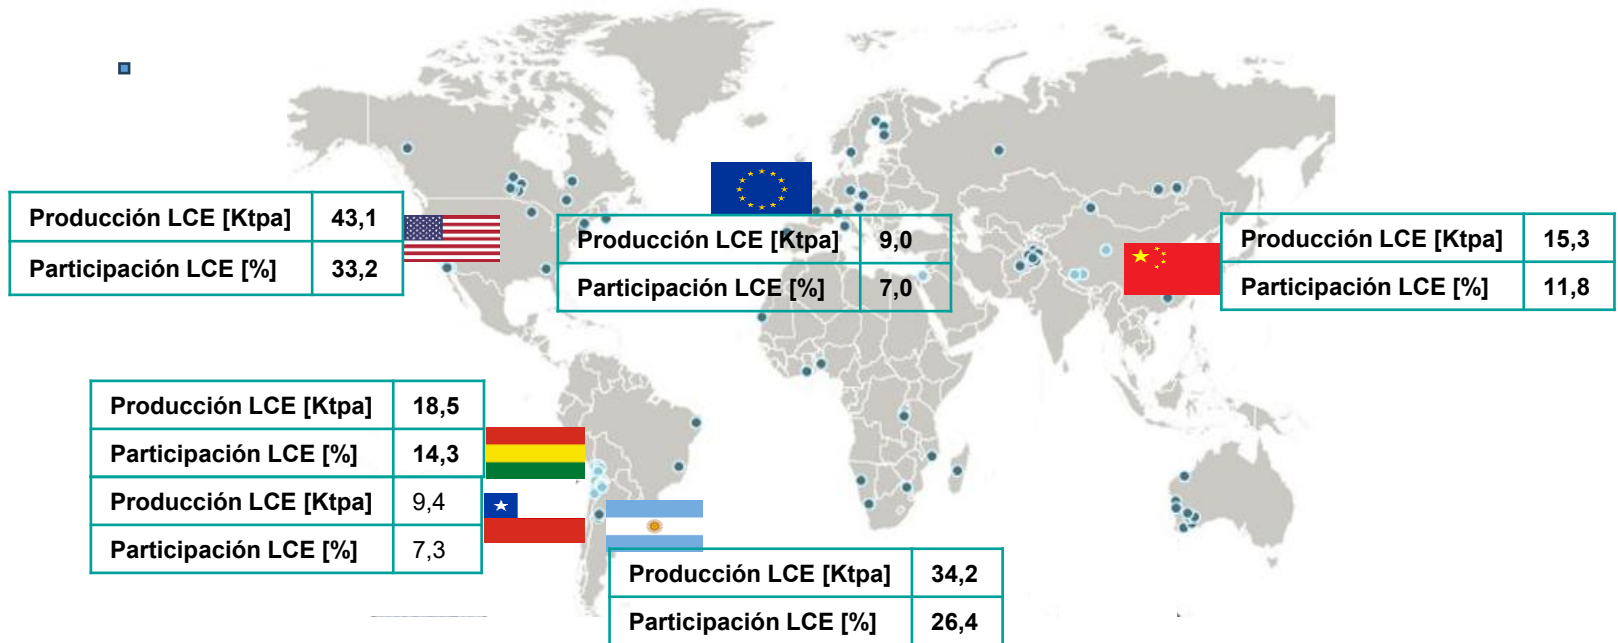 Producción LCE [Ktpa] 43,1
Participación LCE [%] 33,2
Producción LCE [Ktpa] 9,0
Participación LCE [%] 7,0
Producción LCE [Ktpa] 15,3
Participación LCE [%] 11,8
Producción LCE [Ktpa] 18,5
Participación LCE [%] 14,3
Producción LCE [Ktpa] 9,4
Participación LCE [%] 7,3
Producción LCE [Ktpa] 34,2
Participación LCE [%] 26,4